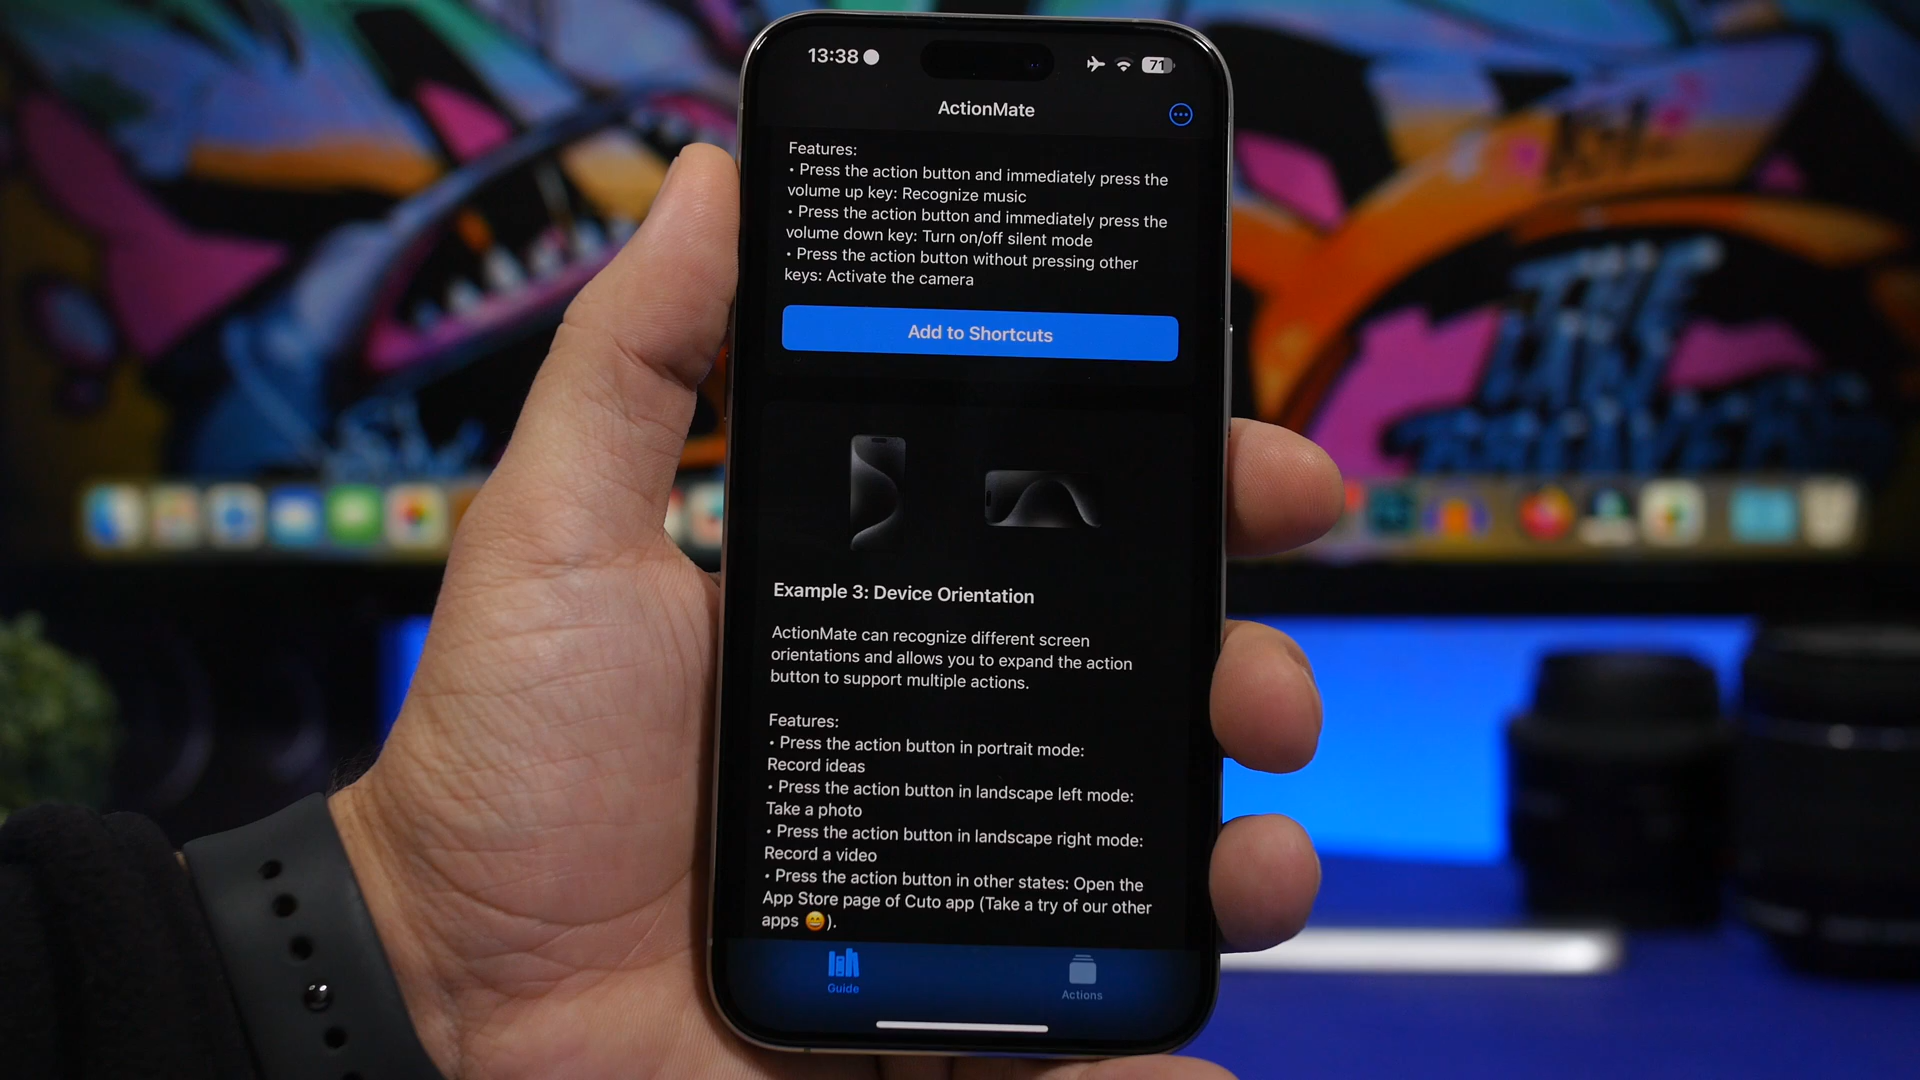 13:38
71
ActionMate
Features:
• Press the action button and immediately press the
volume up key: Recognize music
• Press the action button and immediately press the
volume down key: Turn on/off silent mode
• Press the action button without pressing other
keys: Activate the camera
Add to Shortcuts
Example 3: Device Orientation
ActionMate can recognize different screen
orientations and allows you to expand the action
button to support multiple actions.
Features:
• Press the action button in portrait mode:
Record ideas
• Press the action button in landscape left mode:
Take a photo
• Press the action button in landscape right mode:
Record a video
• Press the action button in other states: Open the
App Store page of Cuto app (Take a try of our other
apps 😄).
Guide
Actions
THE